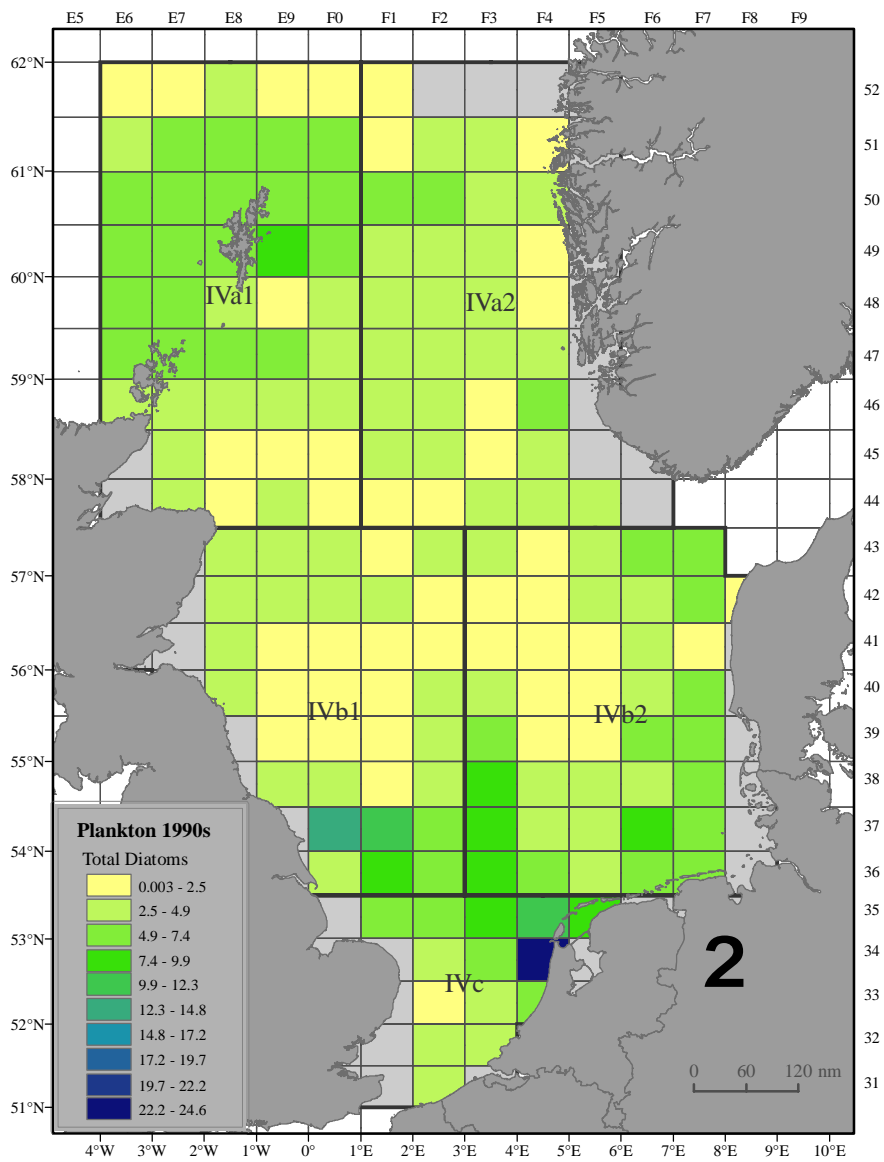 E5 E6 E7 E8 E9 F0 F1 F2 F3 F4 F5 F6 F7 F8 F9
62°N 52
51
61°N
50
49
60°N
IVa1 IVa2 48
47
59°N
46
45
58°N
44
43
57°N
42
41
56°N
40
IVb1 IVb2
39
55°N
38
37
Plankton 1990s
Total Diatoms
54°N
36
0.003 - 2.5
2.5 - 4.9
35
4.9 - 7.4
53°N
7.4 - 9.9
2
34
9.9 - 12.3
IVc
33
12.3 - 14.8
52°N
14.8 - 17.2
32
17.2 - 19.7
0 60 120 nm
19.7 - 22.2
31
22.2 - 24.6
51°N
4°W 3°W 2°W 1°W 0° 1°E 2°E 3°E 4°E 5°E 6°E 7°E 8°E 9°E 10°E